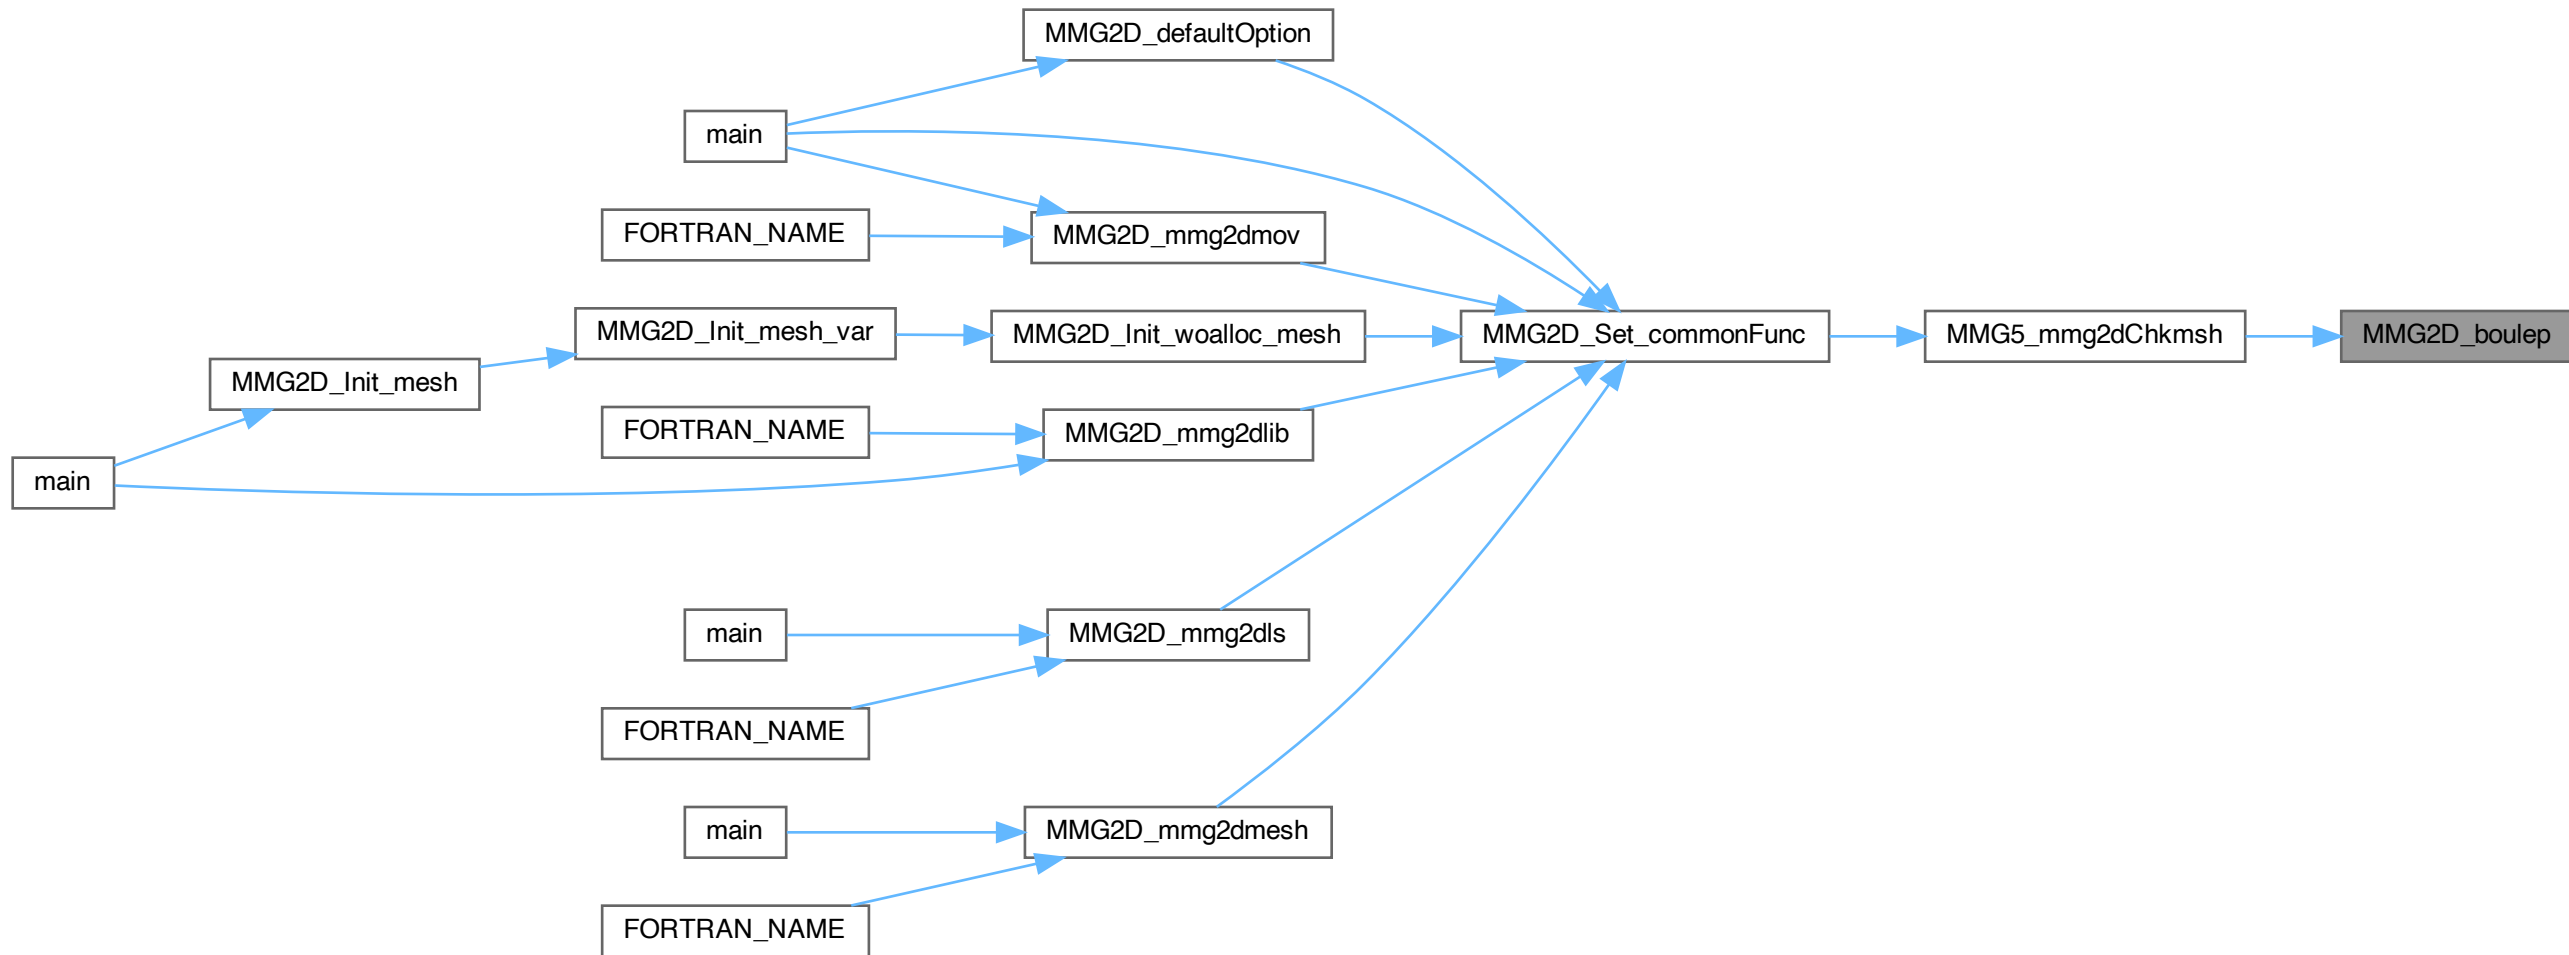 MMG2D_defaultOption
main
FORTRAN_NAME
MMG2D_mmg2dmov
MMG2D_Init_mesh_var
MMG2D_Init_woalloc_mesh
MMG2D_Set_commonFunc
MMG5_mmg2dChkmsh
MMG2D_boulep
MMG2D_Init_mesh
FORTRAN_NAME
MMG2D_mmg2dlib
main
main
MMG2D_mmg2dls
FORTRAN_NAME
main
MMG2D_mmg2dmesh
FORTRAN_NAME